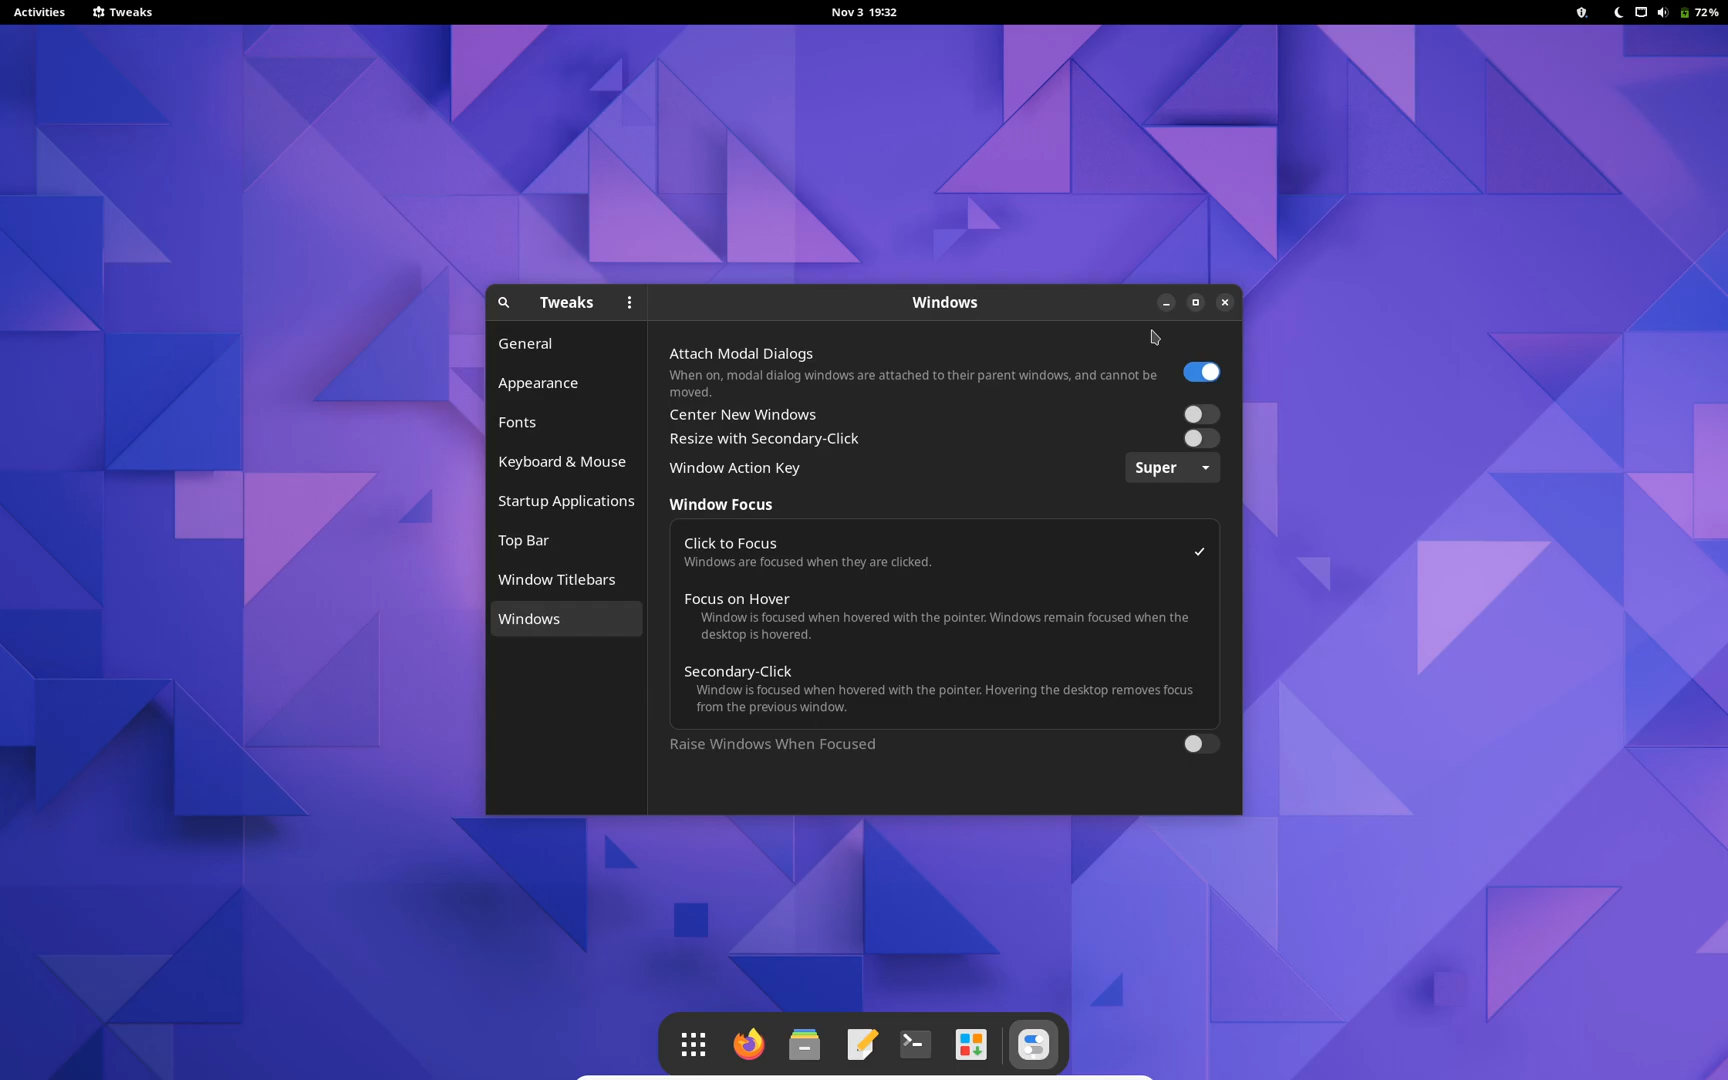 Activities
Tweaks
Nov 3 19:32
72%
Tweaks
Windows
General
Appearance
Fonts
Keyboard & Mouse
Startup Applications
Top Bar
Window Titlebars
Windows
Attach Modal Dialogs
When on, modal dialog windows are attached to their parent windows, and cannot be
moved.
Center New Windows
Resize with Secondary-Click
Window Action Key
Super
Window Focus
Click to Focus
Windows are focused when they are clicked.
Focus on Hover
Window is focused when hovered with the pointer. Windows remain focused when the
desktop is hovered.
Secondary-Click
Window is focused when hovered with the pointer. Hovering the desktop removes focus
from the previous window.
Raise Windows When Focused